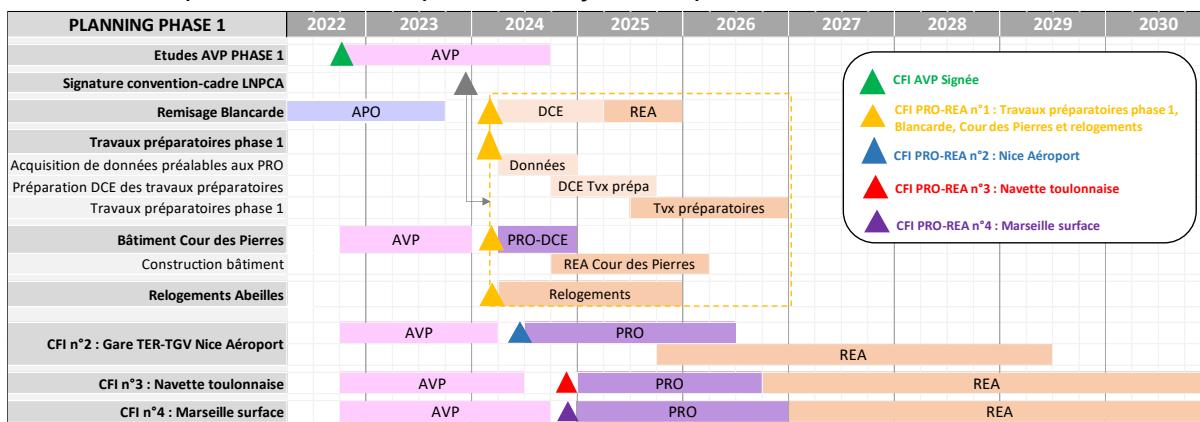 PLANNING PHASE 1 2022 2023 2024 2025 2026 2027 2028 2029 2030
Etudes AVP PHASE 1 AVP
Signature convention-cadre LNPCA
Remisage Blancarde APO DCE REA
Travaux préparatoires phase 1
Acquisition de données préalables aux PRO Données
Préparation DCE des travaux préparatoires DCE Tvx prépa
Travaux préparatoires phase 1 Tvx préparatoires
Bâtiment Cour des Pierres AVP PRO-DCE
Construction bâtiment REA Cour des Pierres
Relogements Abeilles Relogements
CFI n°2 : Gare TER-TGV Nice Aéroport AVP PRO
REA
CFI n°3 : Navette toulonnaise AVP PRO REA
CFI n°4 : Marseille surface AVP PRO REA
CFI AVP Signée
CFI PRO-REA n°1 : Travaux préparatoires phase 1,
Blancarde, Cour des Pierres et relogements
CFI PRO-REA n°2 : Nice Aéroport
CFI PRO-REA n°3 : Navette toulonnaise
CFI PRO-REA n°4 : Marseille surface